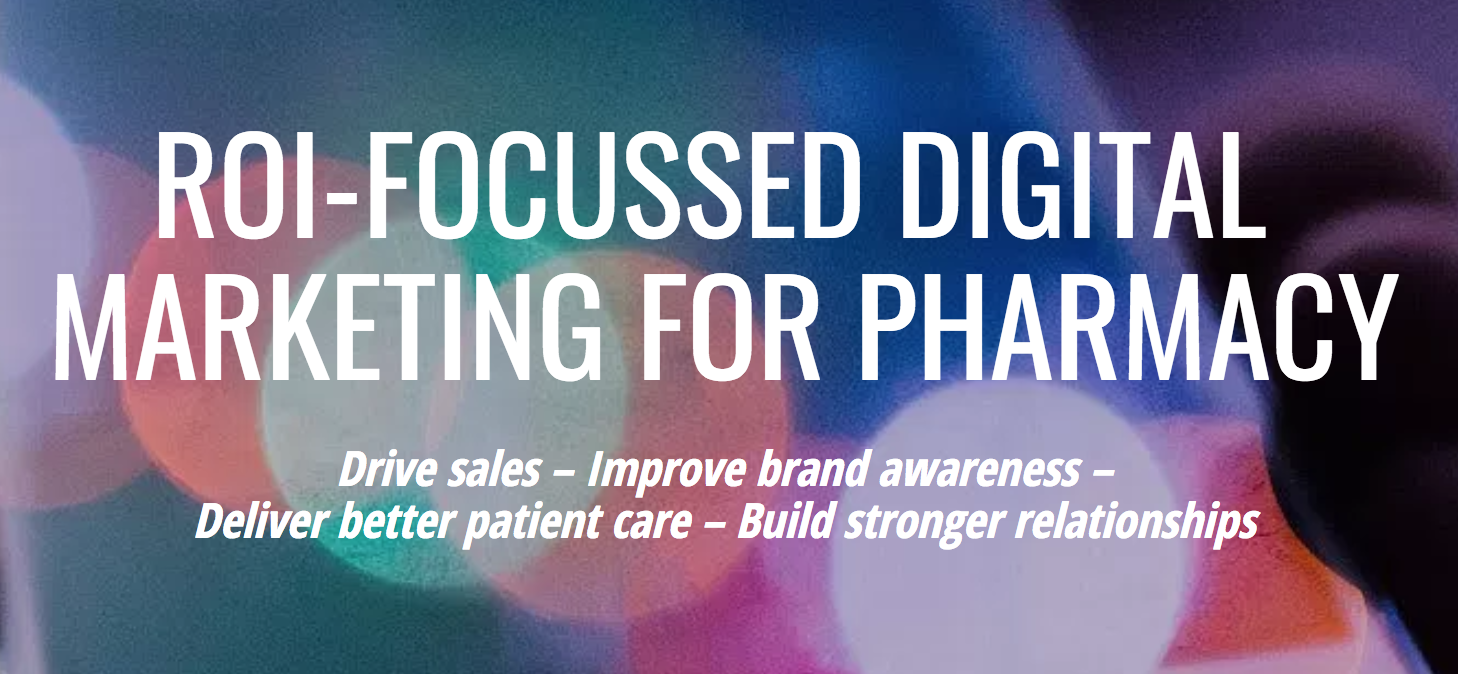 ROI-FOCUSSED DIGITAL
MARKETING FOR PHARMACY
Drive sales – Improve brand awareness –
Deliver better patient care – Build stronger relationships